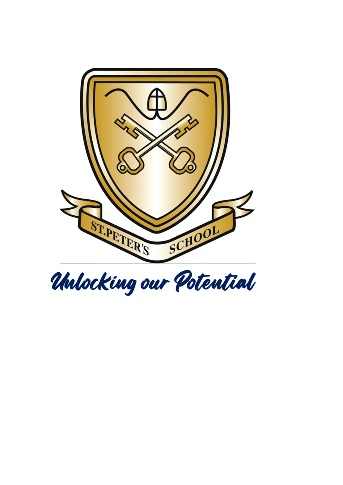 ST.PETER'S SCHOOL
Unlocking our Potential